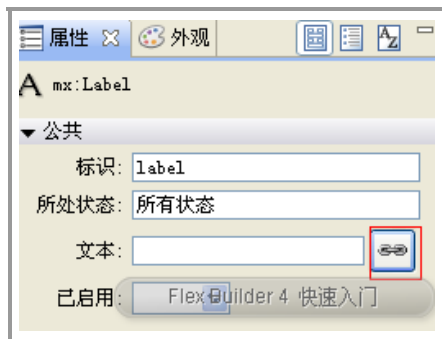 属性 外观
A mx:Label
公共
标识: label
所处状态: 所有状态
文本:
已启用:
Flex Builder 4 快速入门